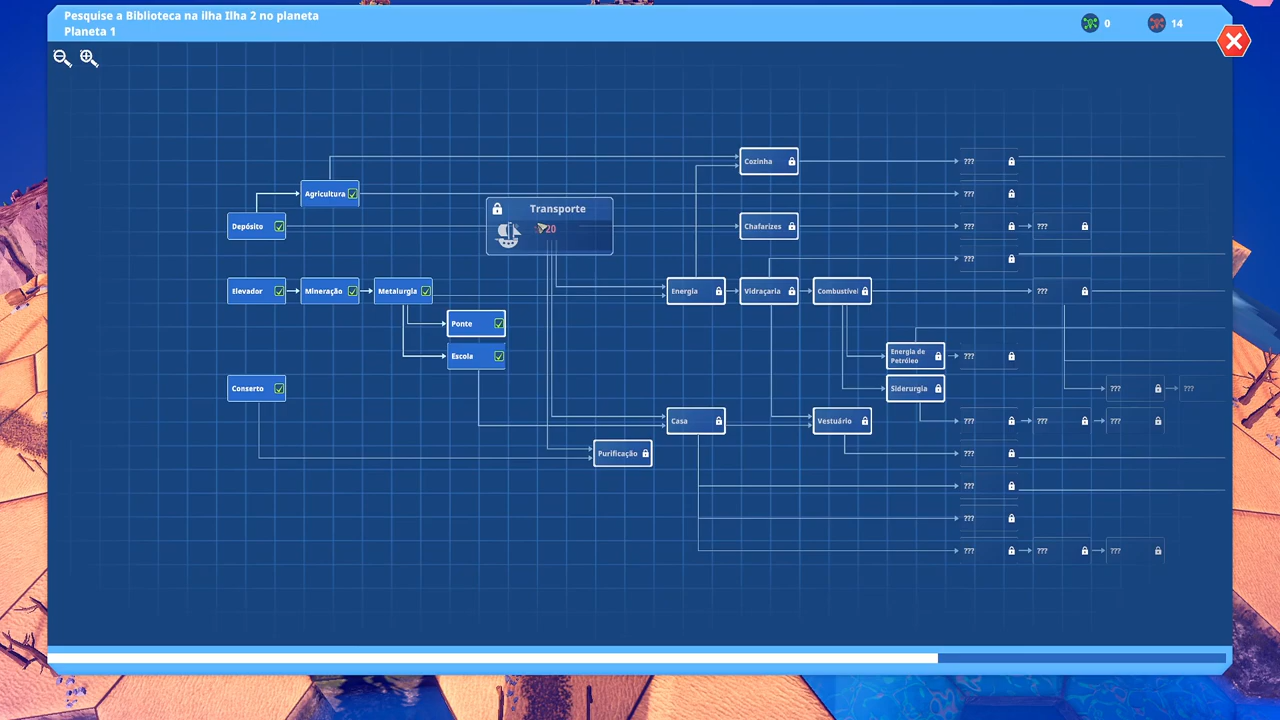 Pesquise a Biblioteca na ilha Ilha 2 no planeta
Planeta 1
0
14
Cozinha
???
Agricultura
???
Transporte
20
Depósito
Chafarizes
???
???
???
Elevador
Mineração
Metalurgia
Energia
Vidraçaria
Combustível
???
Ponte
Escola
Energia de
Petróleo
???
Conserto
Siderurgia
???
???
Casa
Vestuário
???
???
???
Purificação
???
???
???
???
???
???